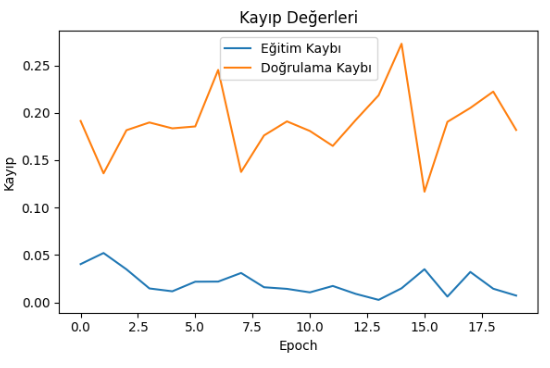 Kayıp Değerleri
Eğitim Kaybı
Doğrulama Kaybı
Kayıp
0.25
0.20
0.15
0.10
0.05
0.00
0.0 2.5 5.0 7.5 10.0 12.5 15.0 17.5
Epoch